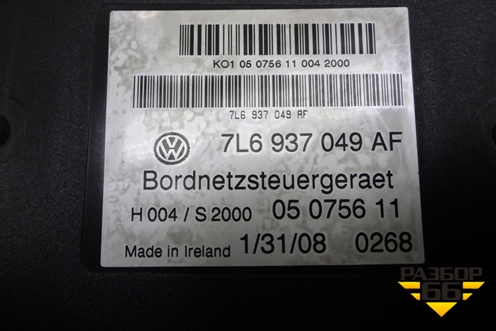 KO1 05 0756 11 004 2000
7L6 937 049 AF
7L6 937 049 AF
Bordnetzsteuergeraet
H 004 / S 2000 05 0756 11
Made in Ireland 1/31/08 0268
РАЗБОР
66